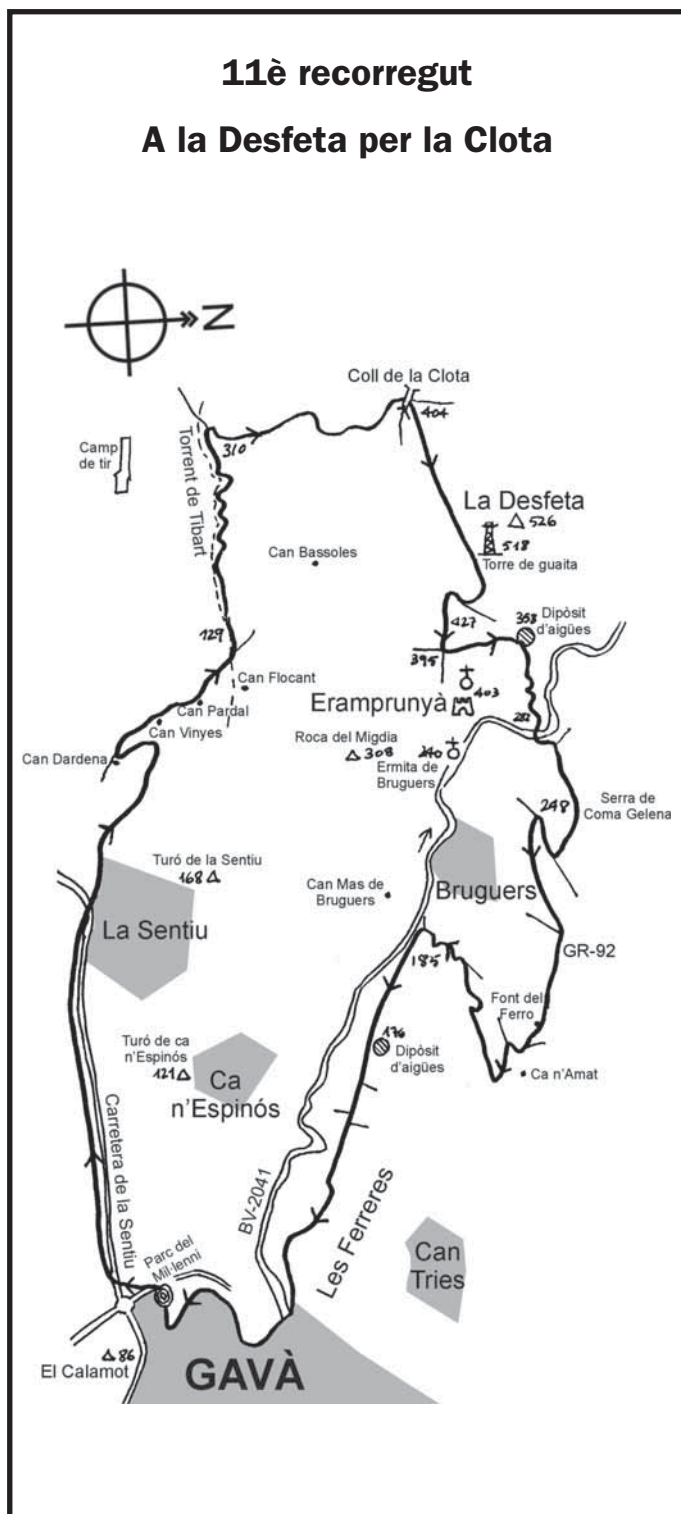 11è recorregut
A la Desfeta per la Clota
N
Coll de la Clota
404
Camp
de tir
Torrent de Tibart
310
La Desfeta
526
518
Torre de guaita
Can Bassoles
129
427
395
353
Dipòsit
d'aigües
Can Flocant
403
Eramprunyà
Can Pardal
Can Vinyes
282
Can Dardena
Roca del Migdia
308
240
Ermita de
Bruguers
248
Serra de
Coma Gelena
Turó de la Sentiu
168
Can Mas de
Bruguers
Bruguers
La Sentiu
185
GR-92
Font del
Ferro
176
Dipòsit
d'aigües
Ca n'Amat
Turó de ca
n'Espinós
121
Ca
n'Espinós
Carretera de la Sentiu
BV-2041
Les Ferreres
Can
Tries
Parc del
Mil·lenni
86
El Calamot
GAVÀ